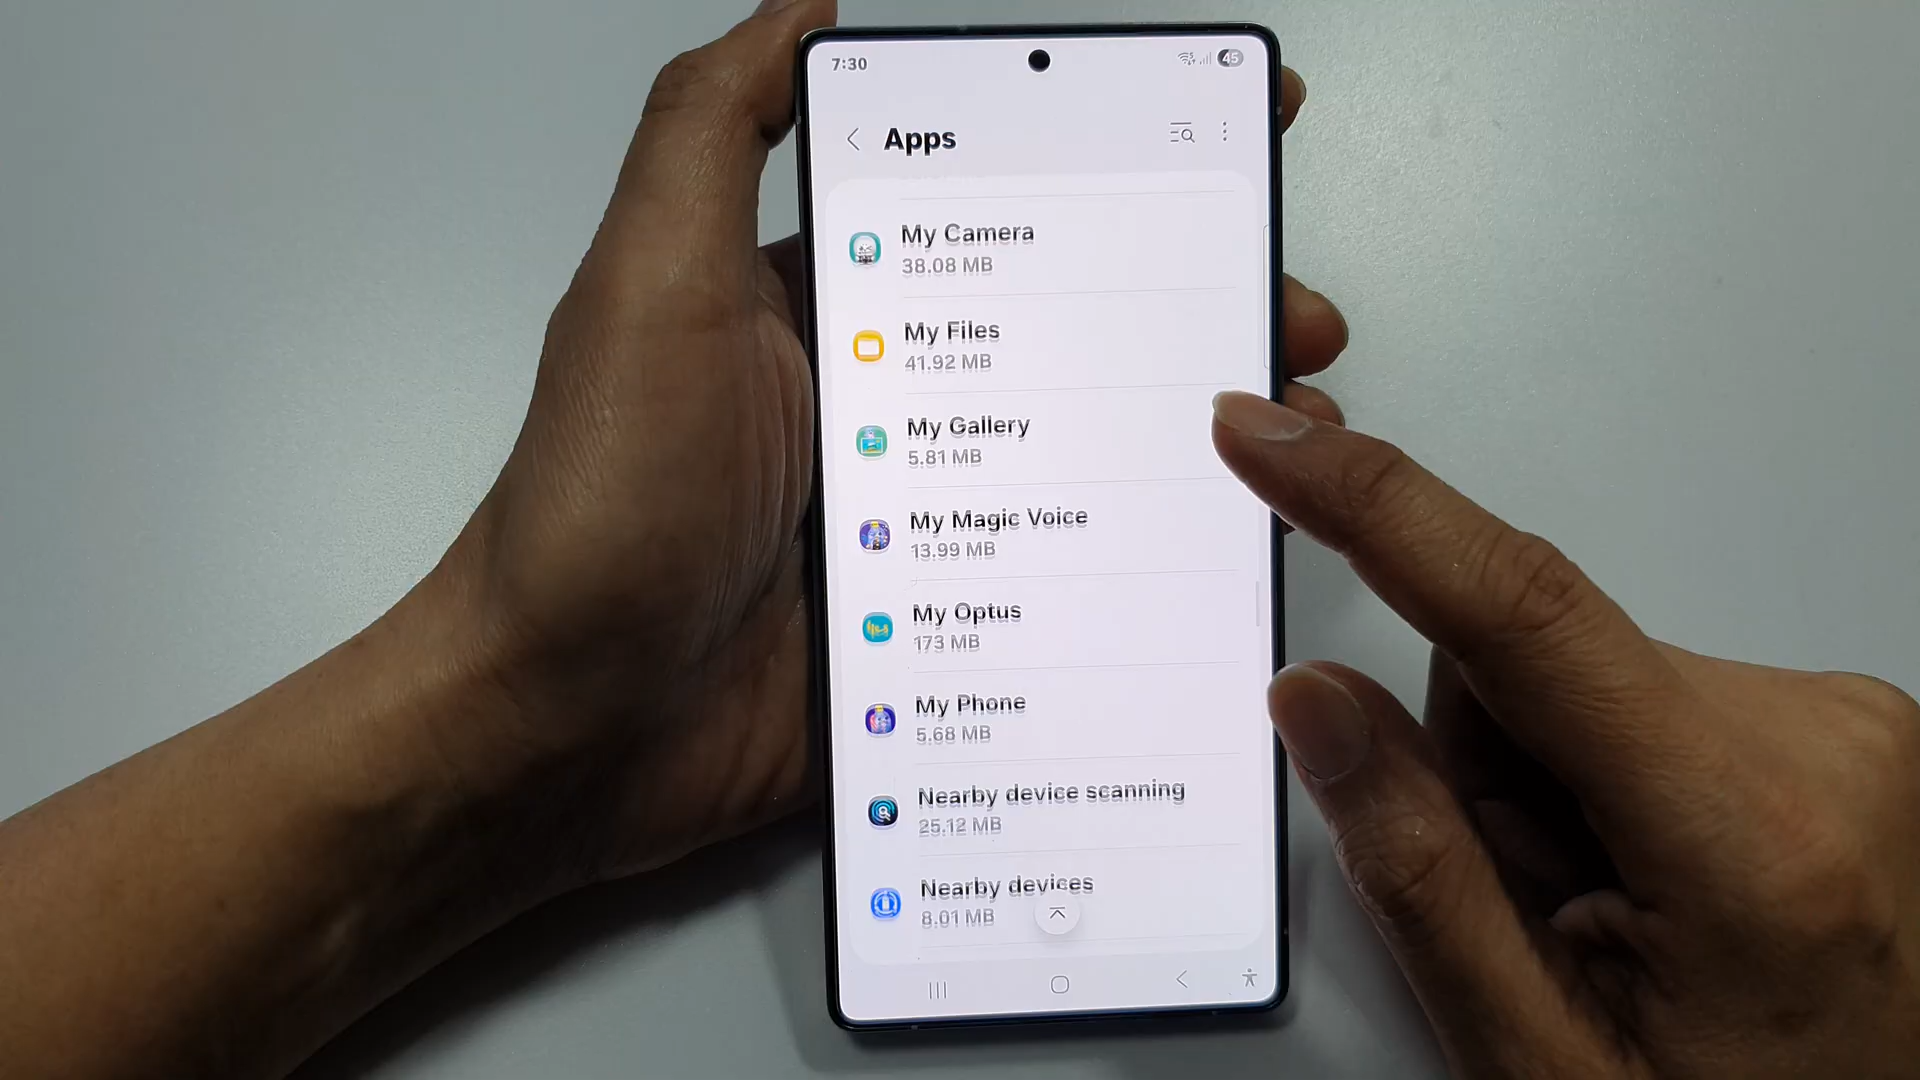 7:30
45
Apps
My Camera
38.08 MB
My Files
41.92 MB
My Gallery
5.81 MB
My Magic Voice
13.99 MB
My Optus
173 MB
My Phone
5.68 MB
Nearby device scanning
25.12 MB
Nearby devices
8.01 MB